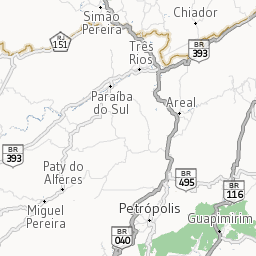 Simão
Pereira
Chiador
RJ
151
BR
393
Três
Rios
Paraíba
do Sul
Areal
BR
393
Paty do
Alferes
BR
495
BR
116
Miguel
Pereira
Petrópolis
Guapimirim
BR
040